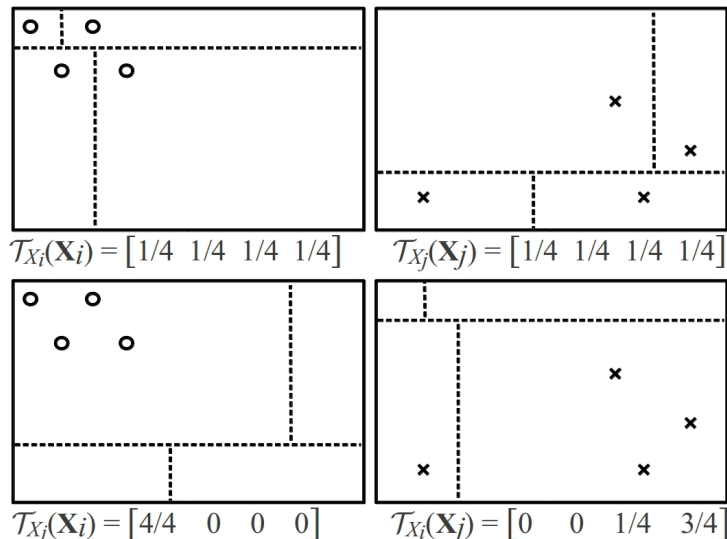 𝒯Xi(Xi) = [1/4 1/4 1/4 1/4]
𝒯Xj(Xj) = [1/4 1/4 1/4 1/4]
𝒯Xj(Xi) = [4/4 0 0 0]
𝒯Xi(Xj) = [0 0 1/4 3/4]